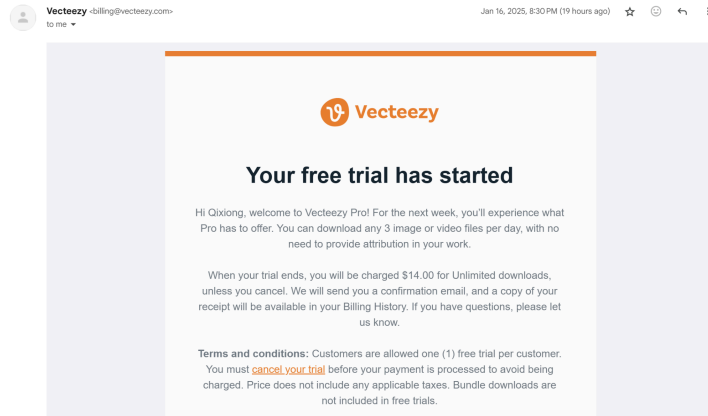 Vecteezy <billing@vecteezy.com>
Jan 16, 2025, 8:30 PM (19 hours ago)
to me
Vecteezy
Your free trial has started
Hi Qixiong, welcome to Vecteezy Pro! For the next week, you'll experience what
Pro has to offer. You can download any 3 image or video files per day, with no
need to provide attribution in your work.
When your trial ends, you will be charged $14.00 for Unlimited downloads,
unless you cancel. We will send you a confirmation email, and a copy of your
receipt will be available in your Billing History. If you have questions, please let
us know.
Terms and conditions: Customers are allowed one (1) free trial per customer.
You must cancel your trial before your payment is processed to avoid being
charged. Price does not include any applicable taxes. Bundle downloads are
not included in free trials.